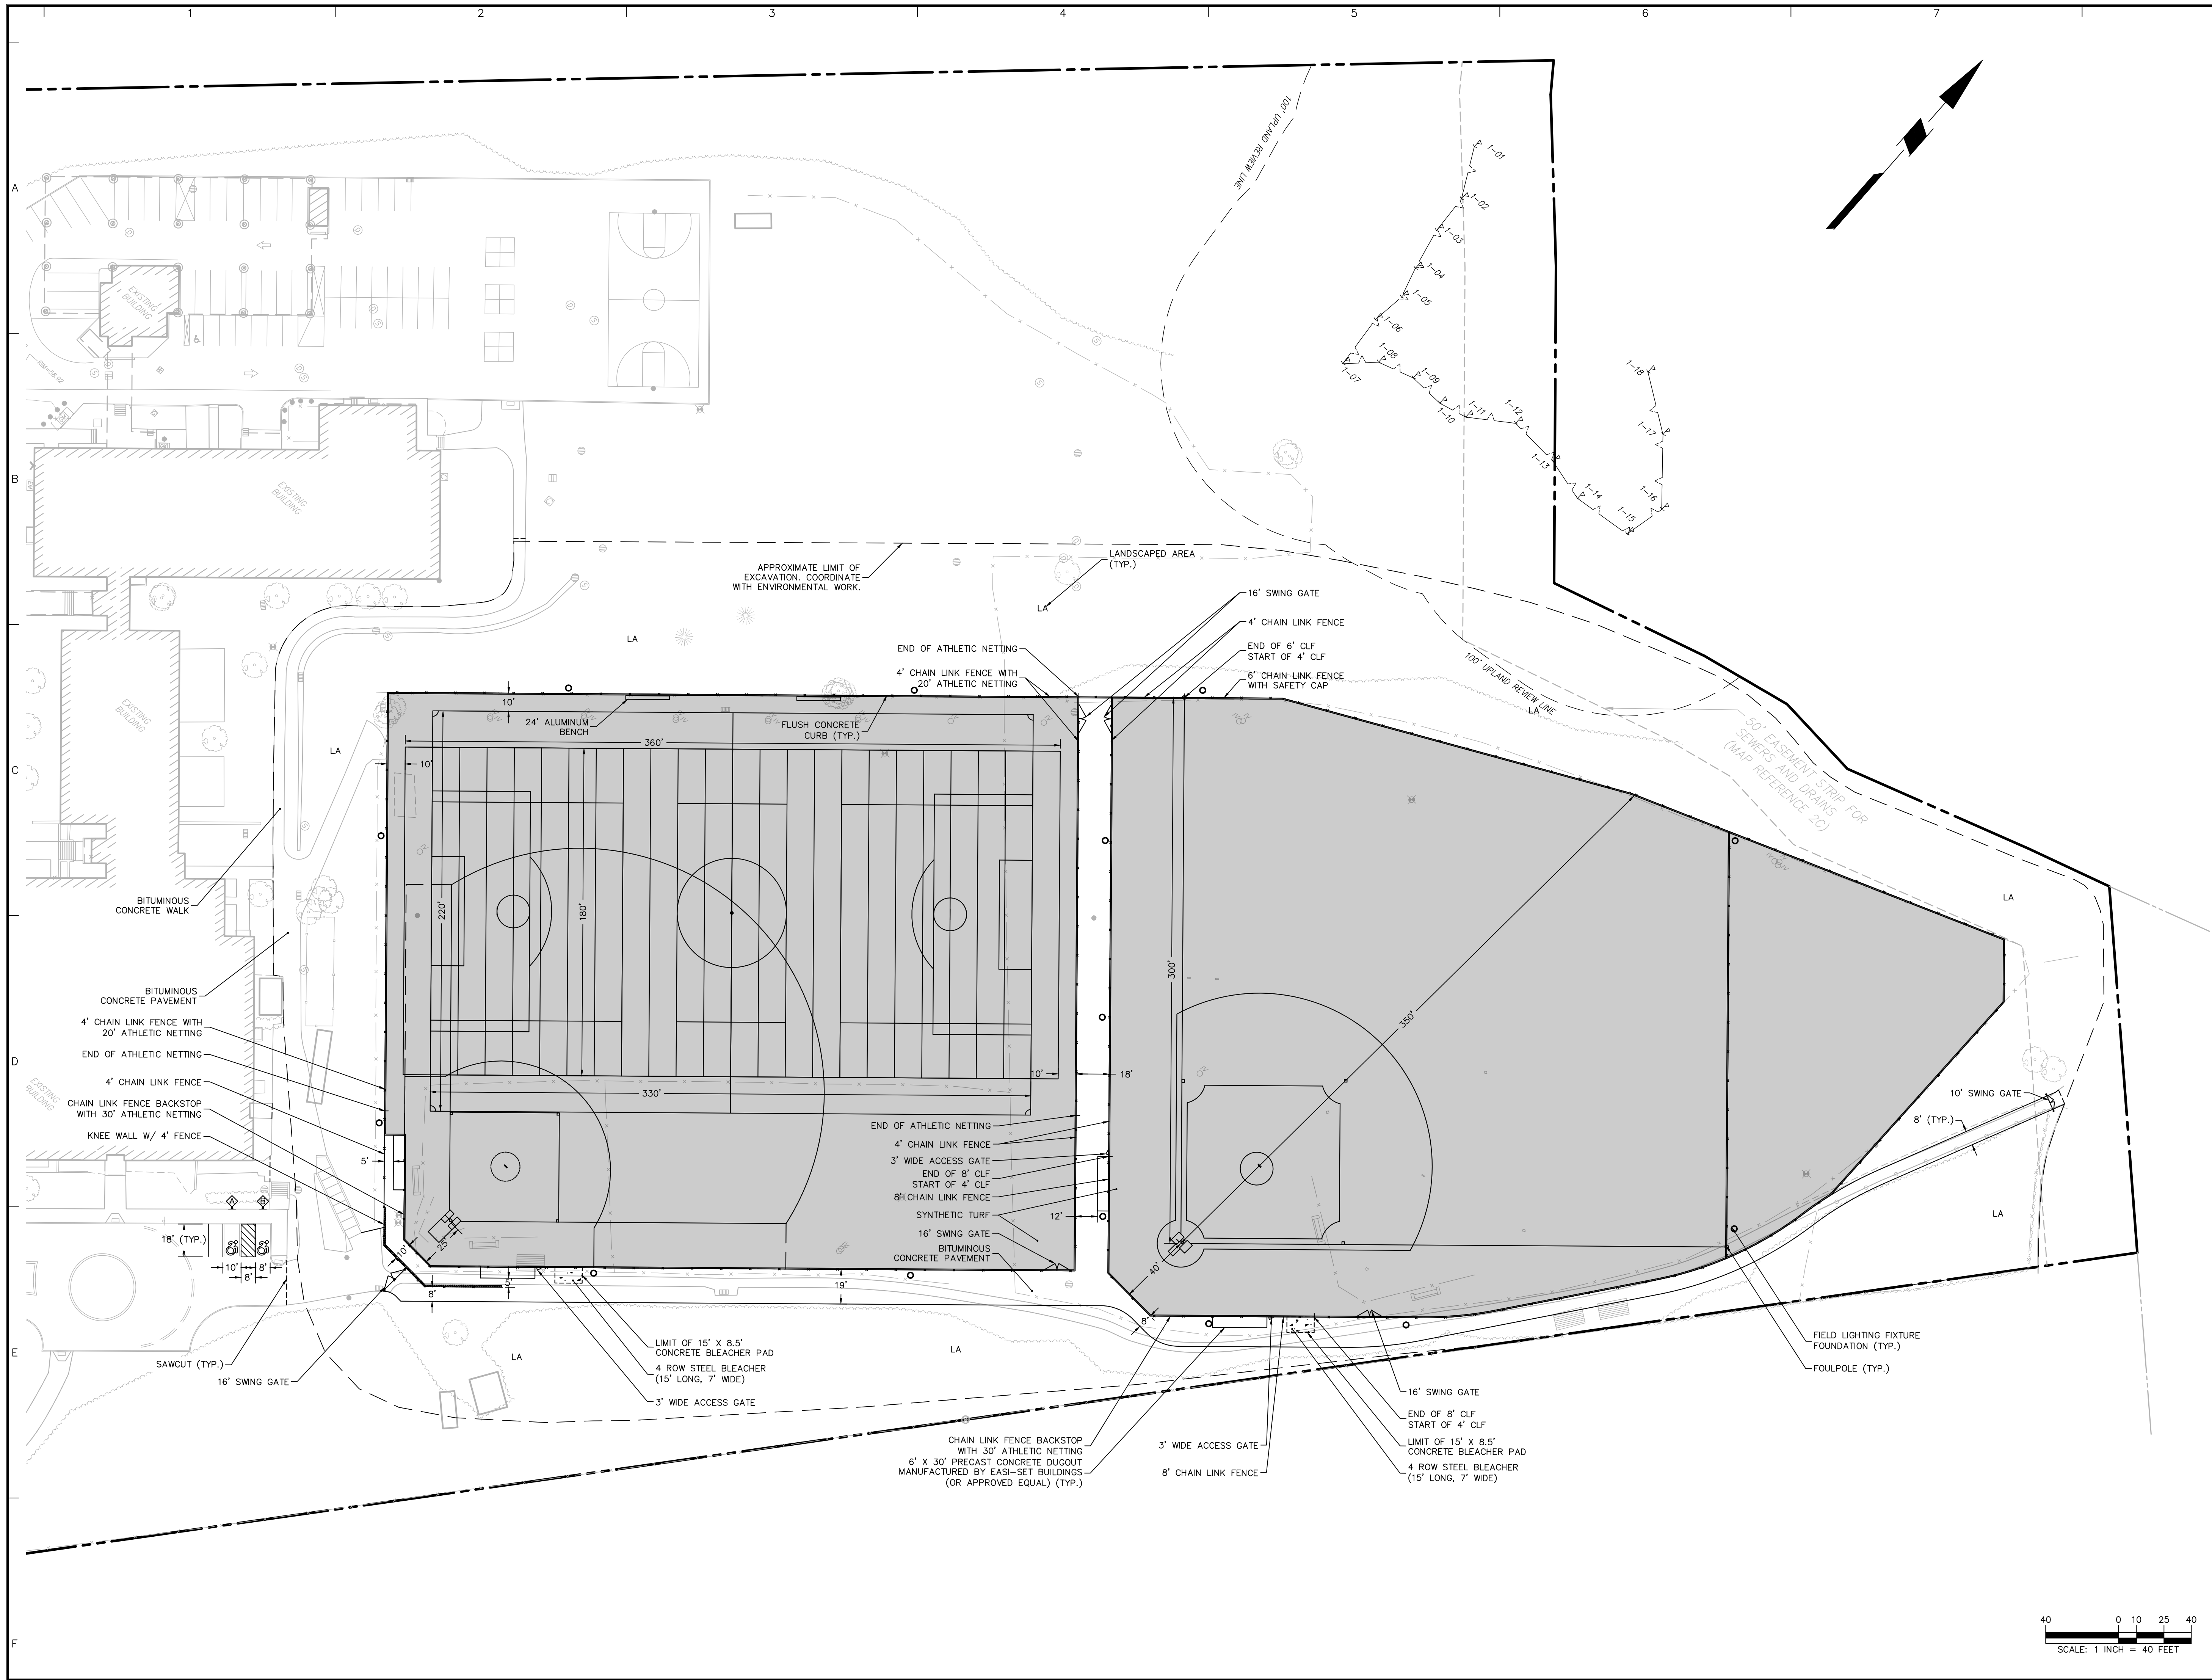 1
2
3
4
5
6
7
A
B
C
D
E
F
100' UPLAND REVIEW LINE
1-01
1-02
1-03
1-04
1-05
1-06
1-07
1-08
1-09
1-10
1-11
1-12
1-13
1-14
1-15
1-16
1-17
1-18
EXISTING
BUILDING
RIM=58.92
EXISTING
BUILDING
EXISTING
BUILDING
EXISTING
BUILDING
APPROXIMATE LIMIT OF
EXCAVATION. COORDINATE
WITH ENVIRONMENTAL WORK.
LANDSCAPED AREA
(TYP.)
LA
LA
LA
LA
LA
LA
LA
LA
16' SWING GATE
4' CHAIN LINK FENCE
END OF 6' CLF
START OF 4' CLF
6' CHAIN LINK FENCE
WITH SAFETY CAP
END OF ATHLETIC NETTING
4' CHAIN LINK FENCE WITH
20' ATHLETIC NETTING
100' UPLAND REVIEW LINE
50' EASEMENT STRIP FOR
SEWERS AND DRAINS
(MAP REFERENCE 2C)
10'
24' ALUMINUM
BENCH
FLUSH CONCRETE
CURB (TYP.)
360'
10'
220'
180'
330'
10'
18'
300'
350'
BITUMINOUS
CONCRETE WALK
BITUMINOUS
CONCRETE PAVEMENT
4' CHAIN LINK FENCE WITH
20' ATHLETIC NETTING
END OF ATHLETIC NETTING
4' CHAIN LINK FENCE
CHAIN LINK FENCE BACKSTOP
WITH 30' ATHLETIC NETTING
KNEE WALL W/ 4' FENCE
5'
A
B
18' (TYP.)
10'
8'
8'
10'
25'
5'
8'
19'
END OF ATHLETIC NETTING
4' CHAIN LINK FENCE
3' WIDE ACCESS GATE
END OF 8' CLF
START OF 4' CLF
8' CHAIN LINK FENCE
SYNTHETIC TURF
12'
16' SWING GATE
BITUMINOUS
CONCRETE PAVEMENT
40'
8'
10' SWING GATE
8' (TYP.)
SAWCUT (TYP.)
16' SWING GATE
LIMIT OF 15' X 8.5'
CONCRETE BLEACHER PAD
4 ROW STEEL BLEACHER
(15' LONG, 7' WIDE)
3' WIDE ACCESS GATE
FIELD LIGHTING FIXTURE
FOUNDATION (TYP.)
FOULPOLE (TYP.)
CHAIN LINK FENCE BACKSTOP
WITH 30' ATHLETIC NETTING
6' X 30' PRECAST CONCRETE DUGOUT
MANUFACTURED BY EASI-SET BUILDINGS
(OR APPROVED EQUAL) (TYP.)
3' WIDE ACCESS GATE
8' CHAIN LINK FENCE
16' SWING GATE
END OF 8' CLF
START OF 4' CLF
LIMIT OF 15' X 8.5'
CONCRETE BLEACHER PAD
4 ROW STEEL BLEACHER
(15' LONG, 7' WIDE)
40 0 10 25 40
SCALE: 1 INCH = 40 FEET